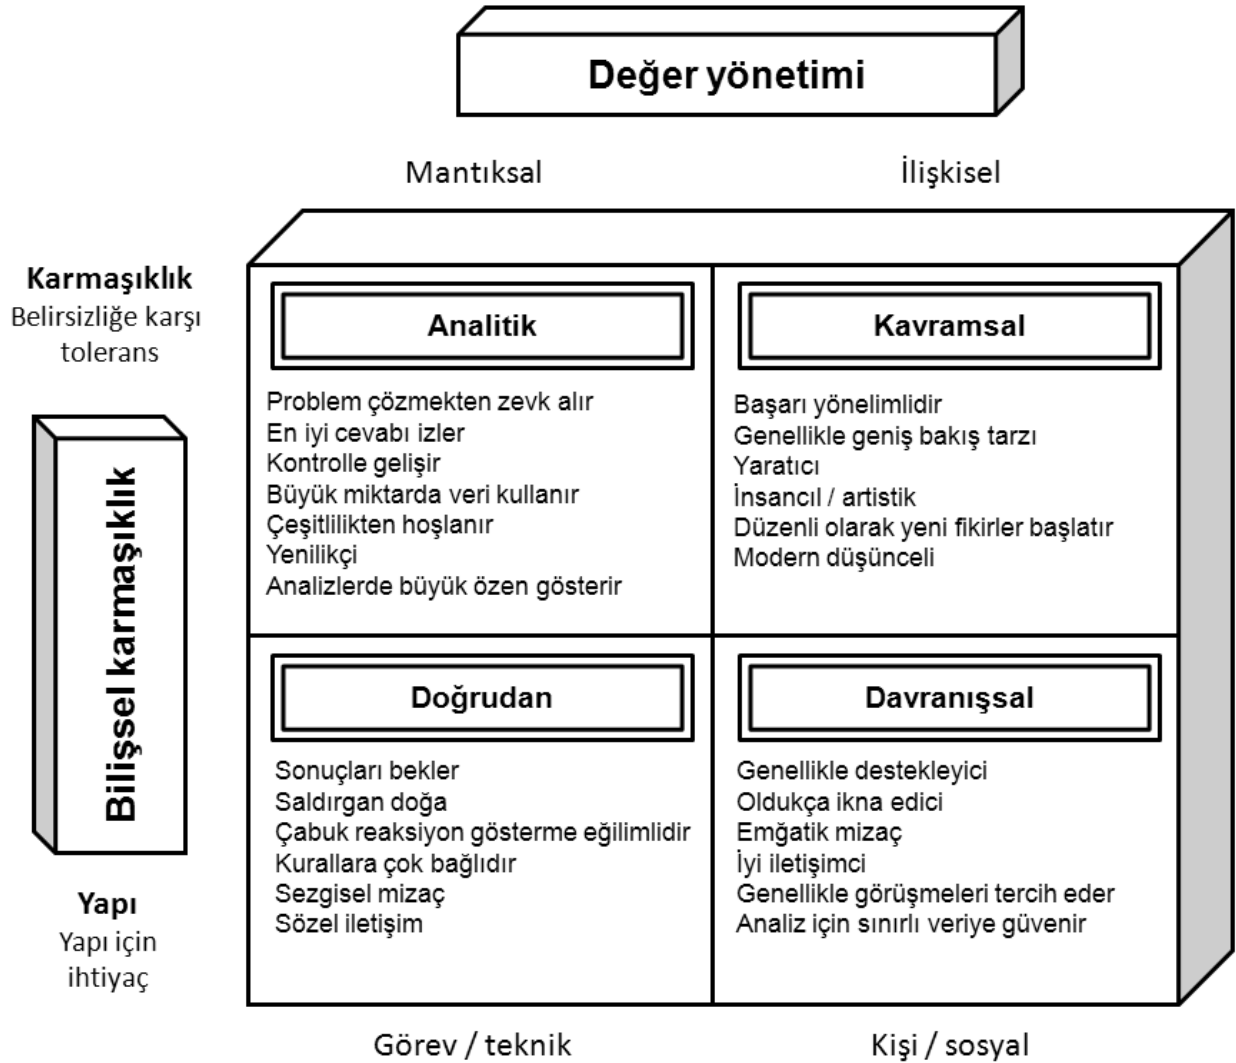 Değer yönetimi
Mantıksal
İlişkisel
Karmaşıklık
Belirsizliğe karşı
tolerans
Bilişsel karmaşıklık
Yapı
Yapı için
ihtiyaç
Analitik
Problem çözmekten zevk alır
En iyi cevabı izler
Kontrolle gelişir
Büyük miktarda veri kullanır
Çeşitlilikten hoşlanır
Yenilikçi
Analizlerde büyük özen gösterir
Kavramsal
Başarı yönelimlidir
Genellikle geniş bakış tarzı
Yaratıcı
İnsancıl / artistik
Düzenli olarak yeni fikirler başlatır
Modern düşünceli
Doğrudan
Sonuçları bekler
Saldırgan doğa
Çabuk reaksiyon gösterme eğilimlidir
Kurallara çok bağlıdır
Sezgisel mizaç
Sözel iletişim
Davranışsal
Genellikle destekleyici
Oldukça ikna edici
Emğatik mizaç
İyi iletişimci
Genellikle görüşmeleri tercih eder
Analiz için sınırlı veriye güvenir
Görev / teknik
Kişi / sosyal